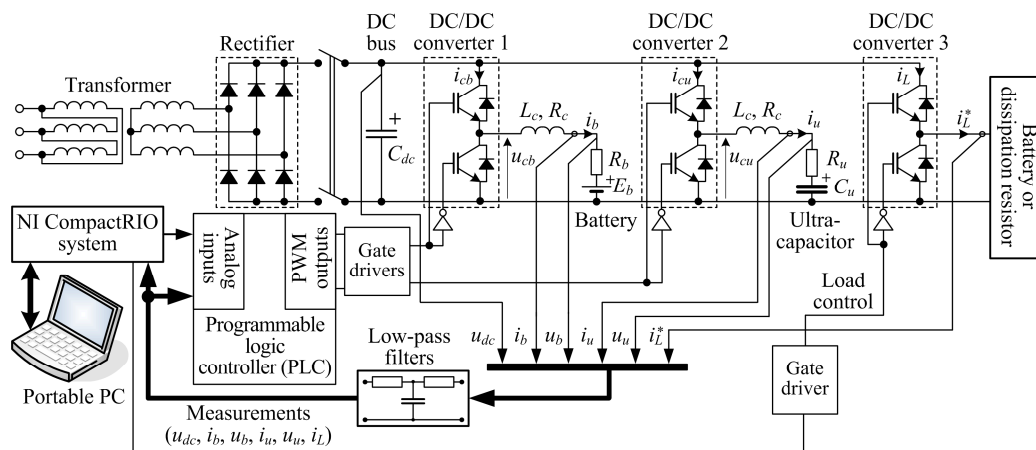 DC
bus
DC/DC
converter 1
DC/DC
converter 2
DC/DC
converter 3
Rectifier
Transformer
i_cb
i_cu
i_L
+
C_dc
L_c, R_c
i_b
u_cb
R_b
+
E_b
Battery
L_c, R_c
i_u
u_cu
R_u
+
C_u
Ultra-
capacitor
i_L*
Battery or
dissipation resistor
NI CompactRIO
system
Analog
inputs
PWM
outputs
Gate
drivers
Programmable
logic
controller (PLC)
Load
control
Low-pass
filters
u_dc
i_b
u_b
i_u
u_u
i_L*
Gate
driver
Portable PC
Measurements
(u_dc, i_b, u_b, i_u, u_u, i_L)